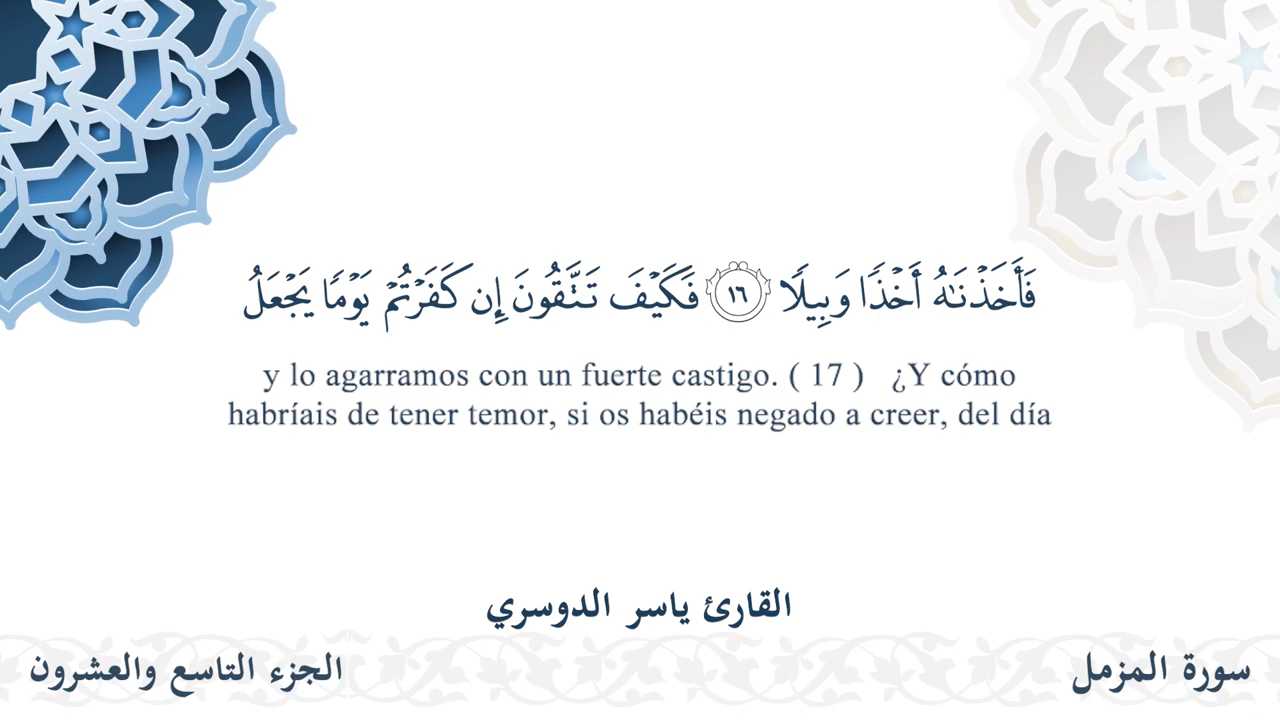 فَأَخَذْنَٰهُ أَخْذًا وَبِيلًا ١٦ فَكَيْفَ تَتَّقُونَ إِن كَفَرْتُمْ يَوْمًا يَجْعَلُ
y lo agarramos con un fuerte castigo. ( 17 ) ¿Y cómo
habríais de tener temor, si os habéis negado a creer, del día
القارئ ياسر الدوسري
سورة المزمل
الجزء التاسع والعشرون